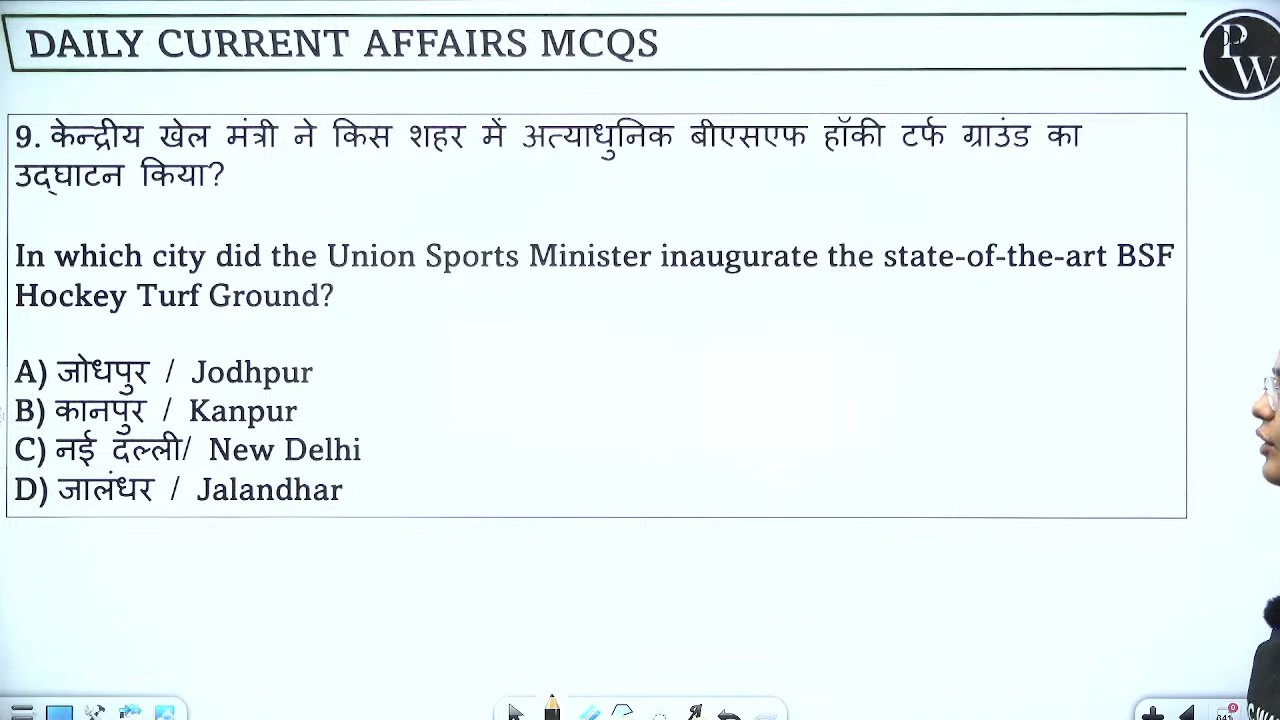 DAILY CURRENT AFFAIRS MCQS
PW
9. केन्द्रीय खेल मंत्री ने किस शहर में अत्याधुनिक बीएसएफ हॉकी टर्फ ग्राउंड का
उद्घाटन किया?
In which city did the Union Sports Minister inaugurate the state-of-the-art BSF
Hockey Turf Ground?
A) जोधपुर / Jodhpur
B) कानपुर / Kanpur
C) नई दल्ली/ New Delhi
D) जालंधर / Jalandhar